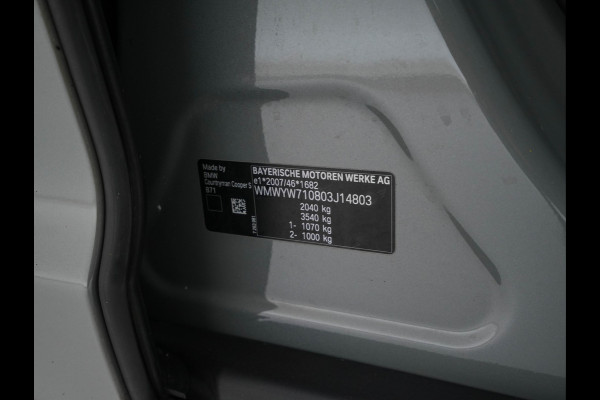 Made by
BMW
Countryman Cooper S
B71
BAYERISCHE MOTOREN WERKE AG
e1*2007/46*1682
WMWYW710803J14803
2040 kg
3540 kg
1- 1070 kg
2- 1000 kg